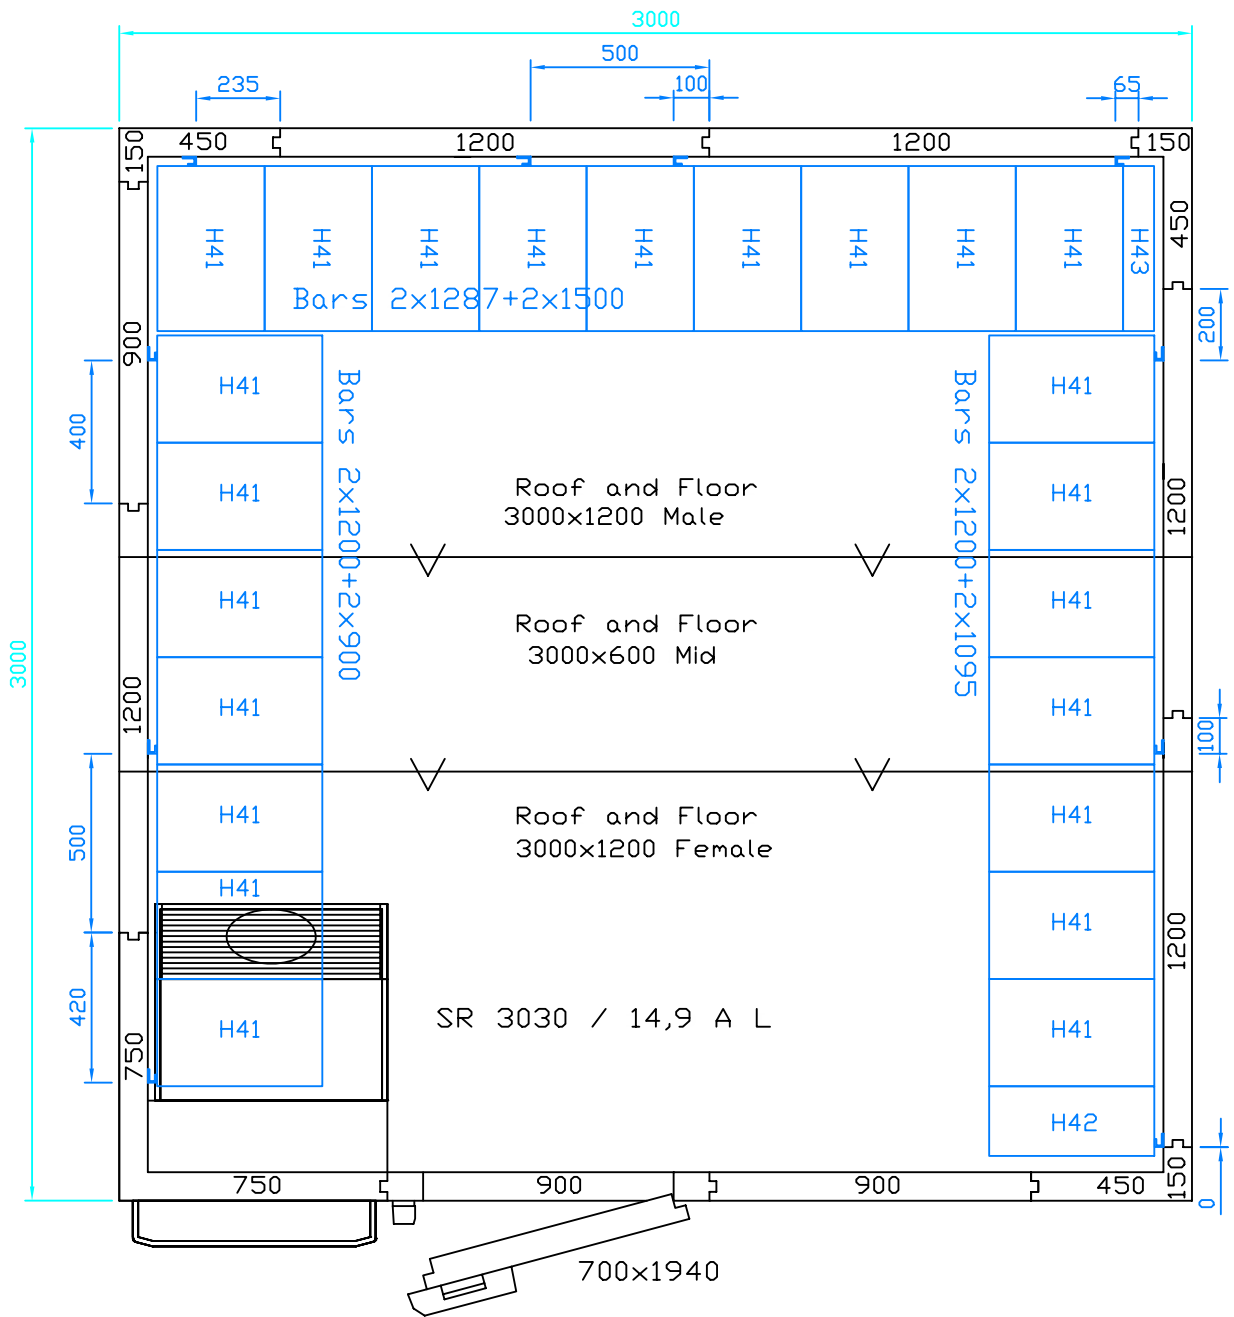 3000
500
235
100
65
150
450
1200
1200
150
H41
H41
H41
H41
H41
H41
H41
H41
H41
H43
450
Bars 2x1287+2x1500
200
900
400
H41
H41
H41
H41
H41
H41
H41
Bars 2x1200+2x900
Bars 2x1200+2x1095
H41
H41
H41
H41
H41
H41
H41
H42
Roof and Floor
3000x1200 Male
1200
Roof and Floor
3000x600 Mid
3000
1200
100
Roof and Floor
3000x1200 Female
500
1200
420
750
SR 3030 / 14,9 A L
750
900
900
450
150
0
700x1940